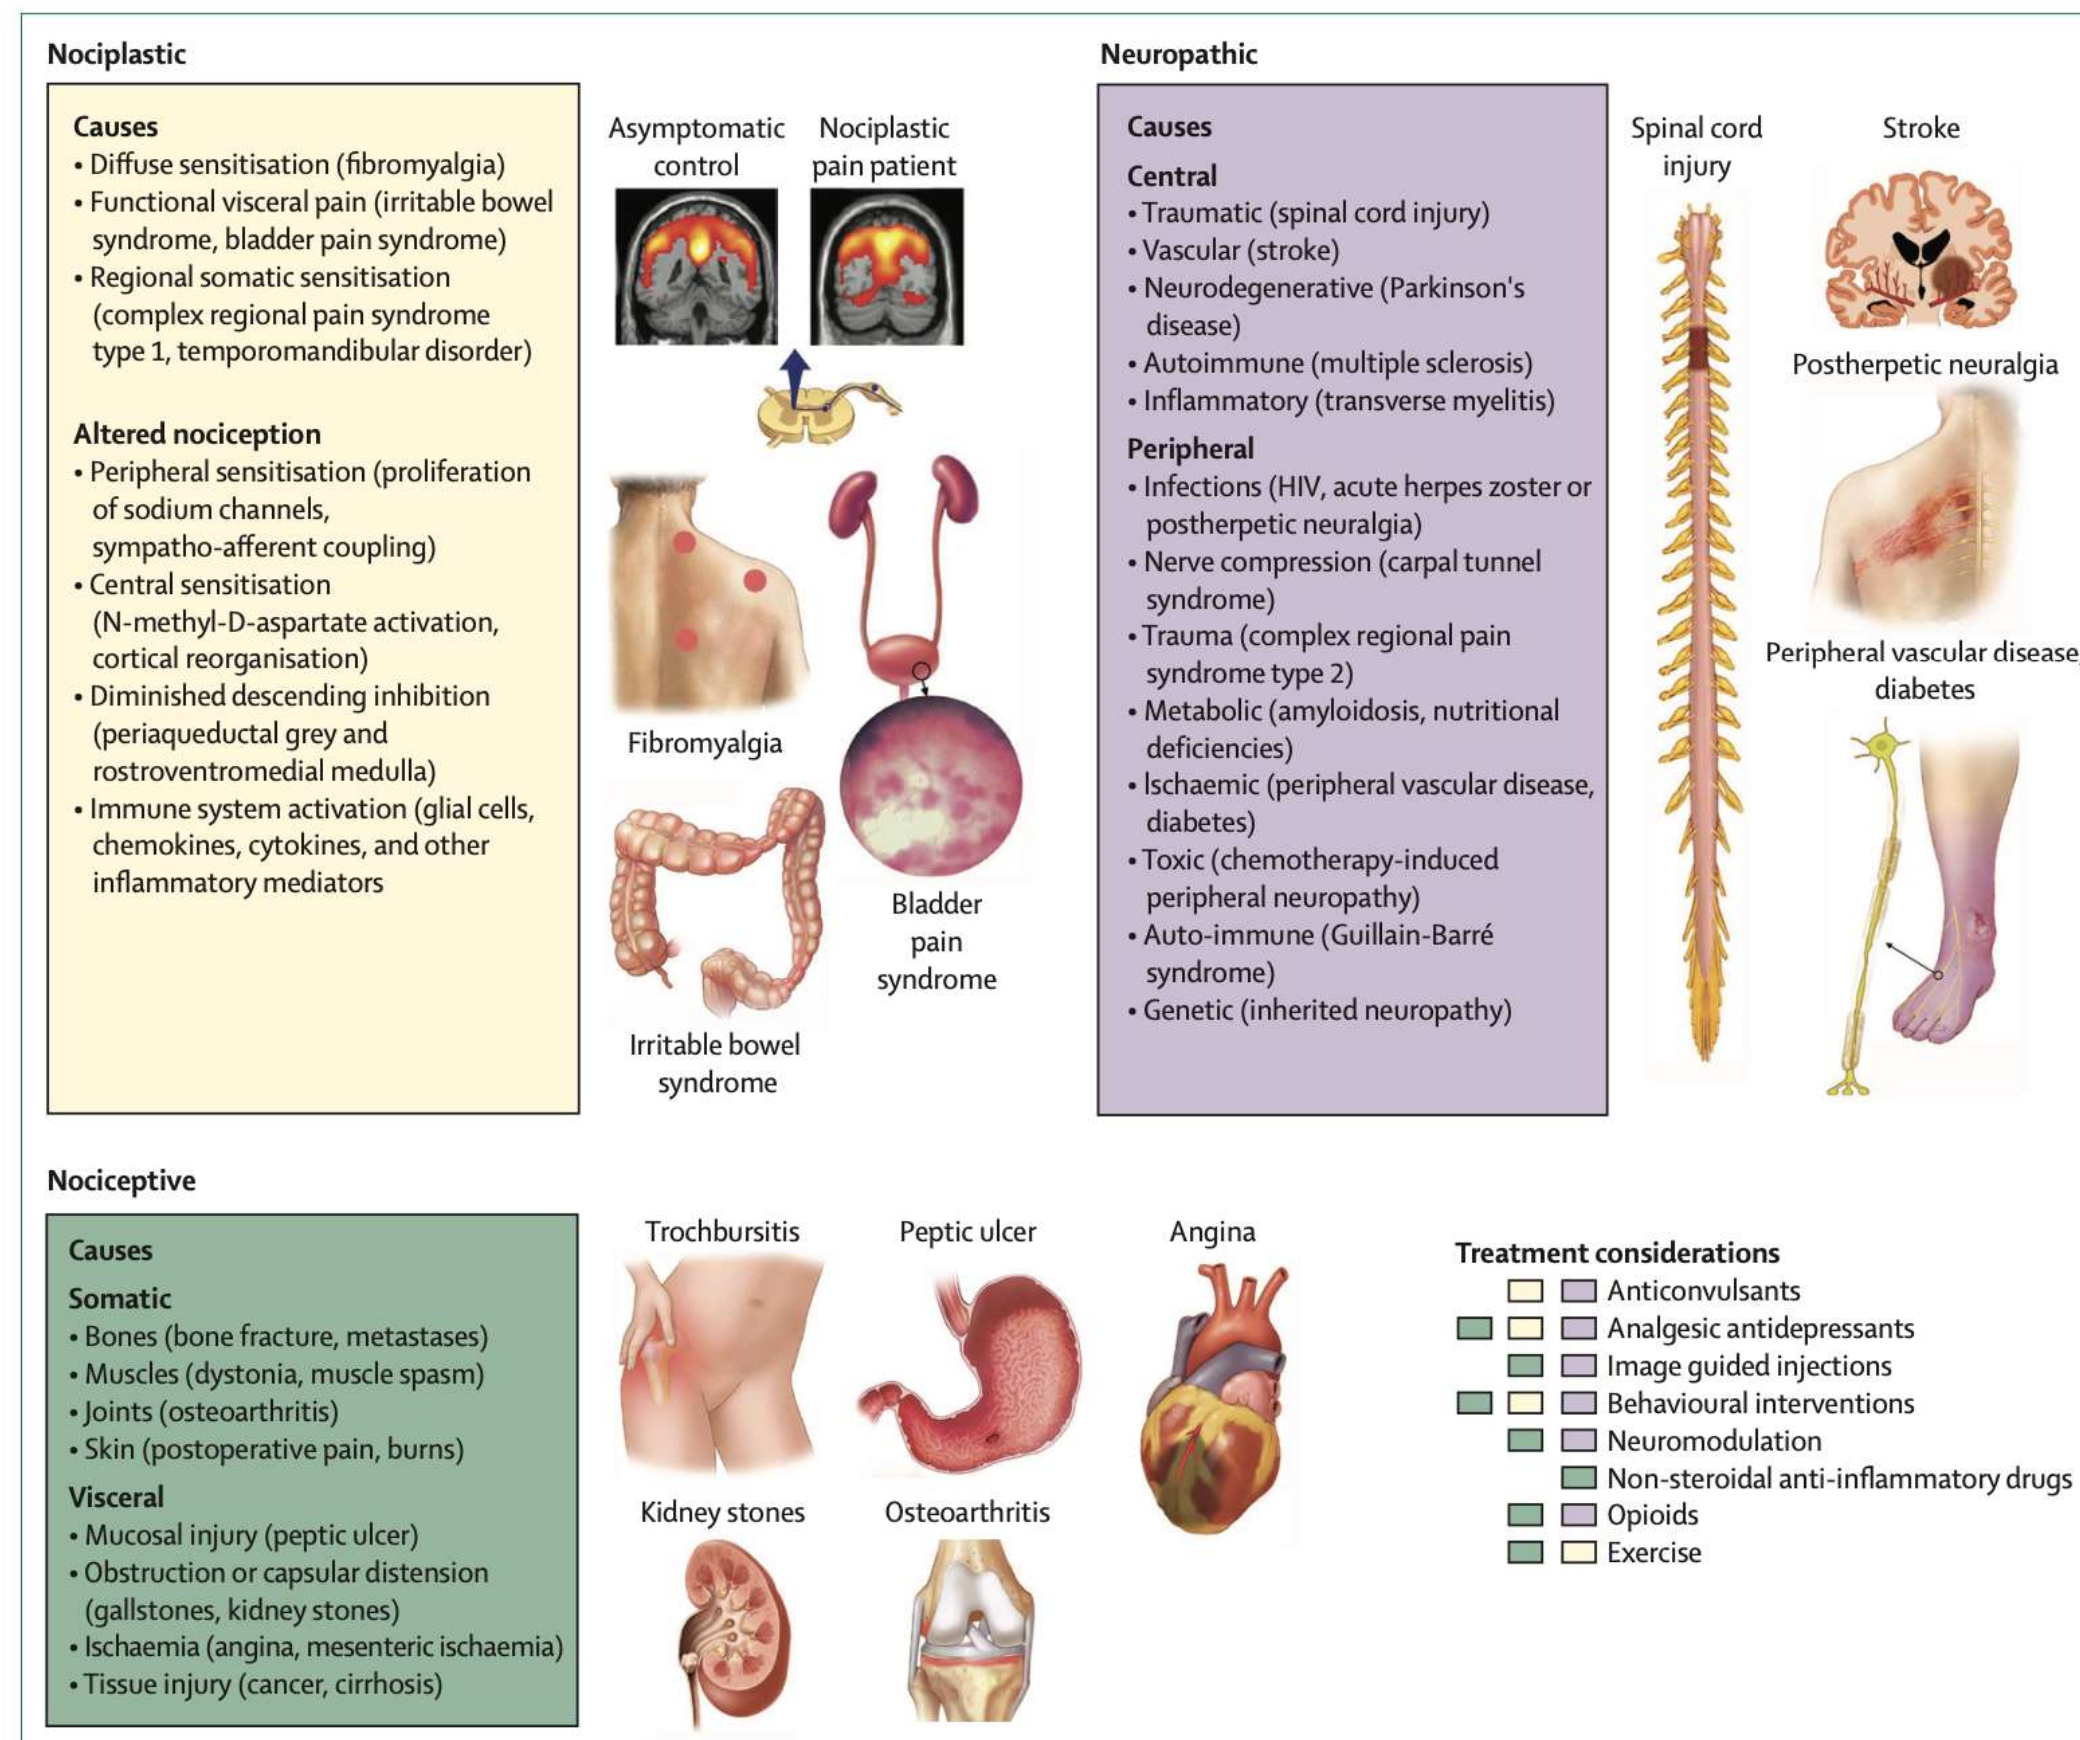 Nociplastic
Causes
• Diffuse sensitisation (fibromyalgia)
• Functional visceral pain (irritable bowel
syndrome, bladder pain syndrome)
• Regional somatic sensitisation
(complex regional pain syndrome
type 1, temporomandibular disorder)
Altered nociception
• Peripheral sensitisation (proliferation
of sodium channels,
sympatho-afferent coupling)
• Central sensitisation
(N-methyl-D-aspartate activation,
cortical reorganisation)
• Diminished descending inhibition
(periaqueductal grey and
rostroventromedial medulla)
• Immune system activation (glial cells,
chemokines, cytokines, and other
inflammatory mediators
Asymptomatic
control
Nociplastic
pain patient
Fibromyalgia
Bladder
pain
syndrome
Irritable bowel
syndrome
Neuropathic
Causes
Central
• Traumatic (spinal cord injury)
• Vascular (stroke)
• Neurodegenerative (Parkinson's
disease)
• Autoimmune (multiple sclerosis)
• Inflammatory (transverse myelitis)
Peripheral
• Infections (HIV, acute herpes zoster or
postherpetic neuralgia)
• Nerve compression (carpal tunnel
syndrome)
• Trauma (complex regional pain
syndrome type 2)
• Metabolic (amyloidosis, nutritional
deficiencies)
• Ischaemic (peripheral vascular disease,
diabetes)
• Toxic (chemotherapy-induced
peripheral neuropathy)
• Auto-immune (Guillain-Barré
syndrome)
• Genetic (inherited neuropathy)
Spinal cord
injury
Stroke
Postherpetic neuralgia
Peripheral vascular disease,
diabetes
Nociceptive
Causes
Somatic
• Bones (bone fracture, metastases)
• Muscles (dystonia, muscle spasm)
• Joints (osteoarthritis)
• Skin (postoperative pain, burns)
Visceral
• Mucosal injury (peptic ulcer)
• Obstruction or capsular distension
(gallstones, kidney stones)
• Ischaemia (angina, mesenteric ischaemia)
• Tissue injury (cancer, cirrhosis)
Trochbursitis
Peptic ulcer
Angina
Kidney stones
Osteoarthritis
Treatment considerations
Anticonvulsants
Analgesic antidepressants
Image guided injections
Behavioural interventions
Neuromodulation
Non-steroidal anti-inflammatory drugs
Opioids
Exercise